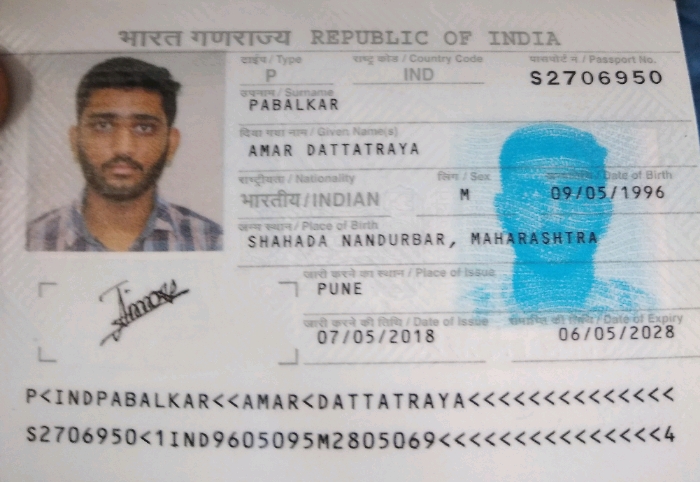 भारत गणराज्य REPUBLIC OF INDIA
टाईप / Type राष्ट्र कोड / Country Code पासपोर्ट नं. / Passport No.
P IND S2706950
उपनाम / Surname
PABALKAR
दिया गया नाम / Given Name(s)
AMAR DATTATRAYA
राष्ट्रीयता / Nationality लिंग / Sex जन्मतिथि / Date of Birth
भारतीय / INDIAN M 09/05/1996
जन्म स्थान / Place of Birth
SHAHADA NANDURBAR, MAHARASHTRA
जारी करने का स्थान / Place of Issue
PUNE
जारी करने की तिथि / Date of Issue समाप्ति की तिथि / Date of Expiry
07/05/2018 06/05/2028
P<INDPABALKAR<<AMAR<DATTATRAYA<<<<<<<<<<<<<<
S2706950<1IND9605095M2805069<<<<<<<<<<<<<<<4